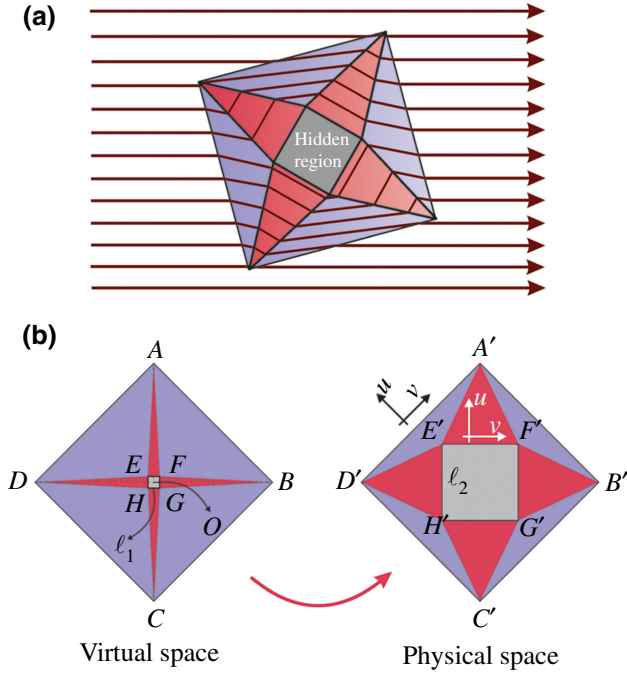 (a)
Hidden
region
(b)
A
E F
D B
H G
ℓ₁ O
C
Virtual space
A′
u v
u
E′ v F′
D′ ℓ₂ B′
H′ G′
C′
Physical space